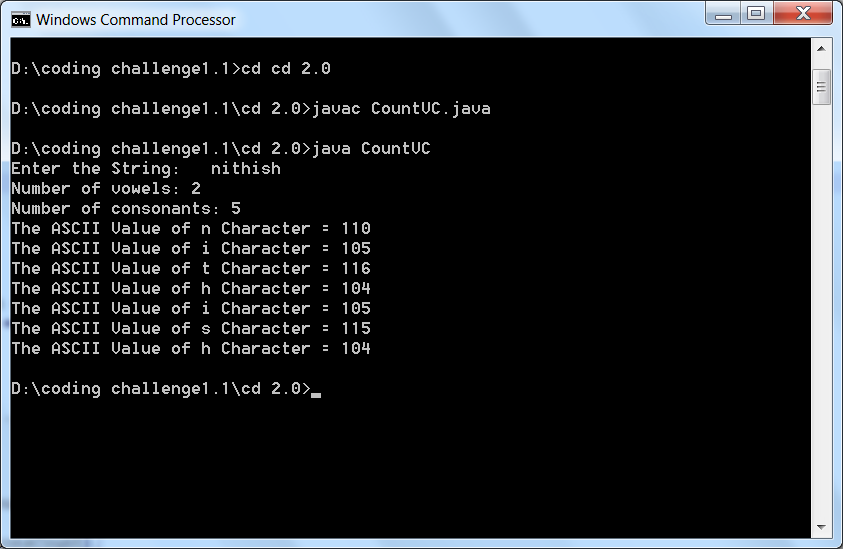 Windows Command Processor
D:\coding challenge1.1>cd cd 2.0
D:\coding challenge1.1\cd 2.0>javac CountVC.java
D:\coding challenge1.1\cd 2.0>java CountVC
Enter the String:   nithish
Number of vowels: 2
Number of consonants: 5
The ASCII Value of n Character = 110
The ASCII Value of i Character = 105
The ASCII Value of t Character = 116
The ASCII Value of h Character = 104
The ASCII Value of i Character = 105
The ASCII Value of s Character = 115
The ASCII Value of h Character = 104
D:\coding challenge1.1\cd 2.0>_